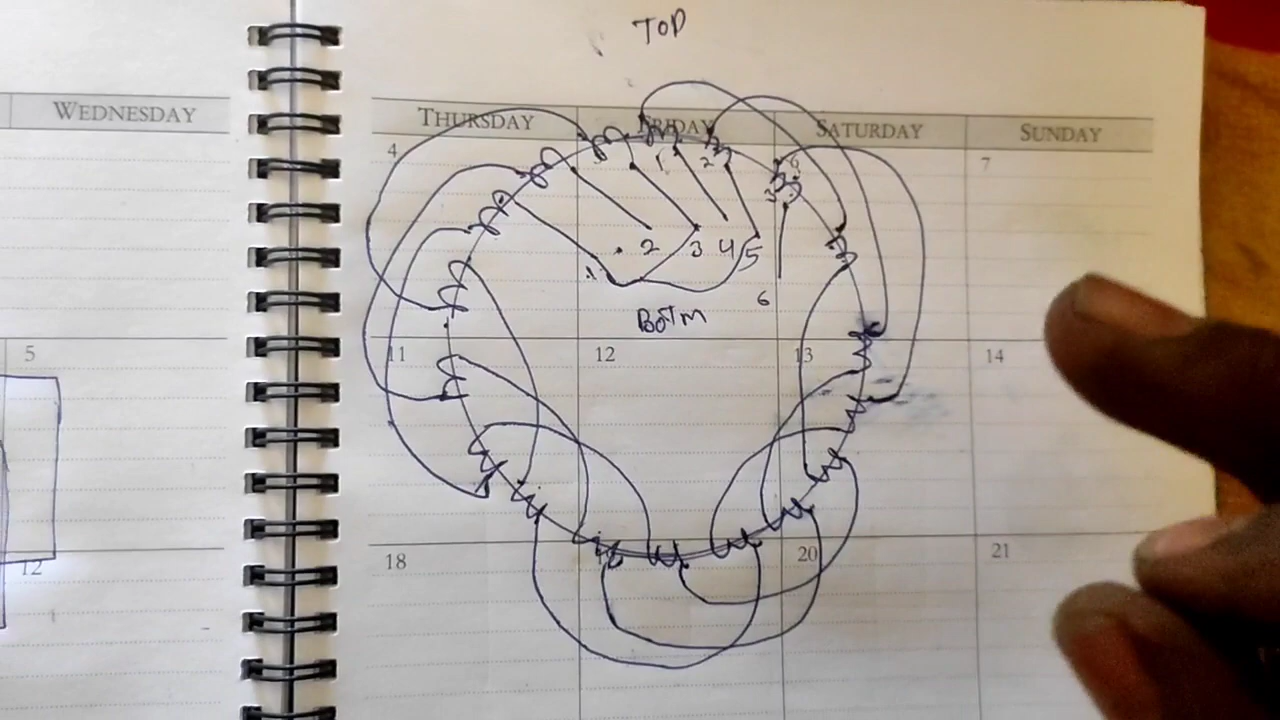 TOP
WEDNESDAY THURSDAY FRIDAY SATURDAY SUNDAY
4 6 7
1 2 3
2 3 4 5
1 6
BOTM
5 11 12 13 14
12 18 20 21